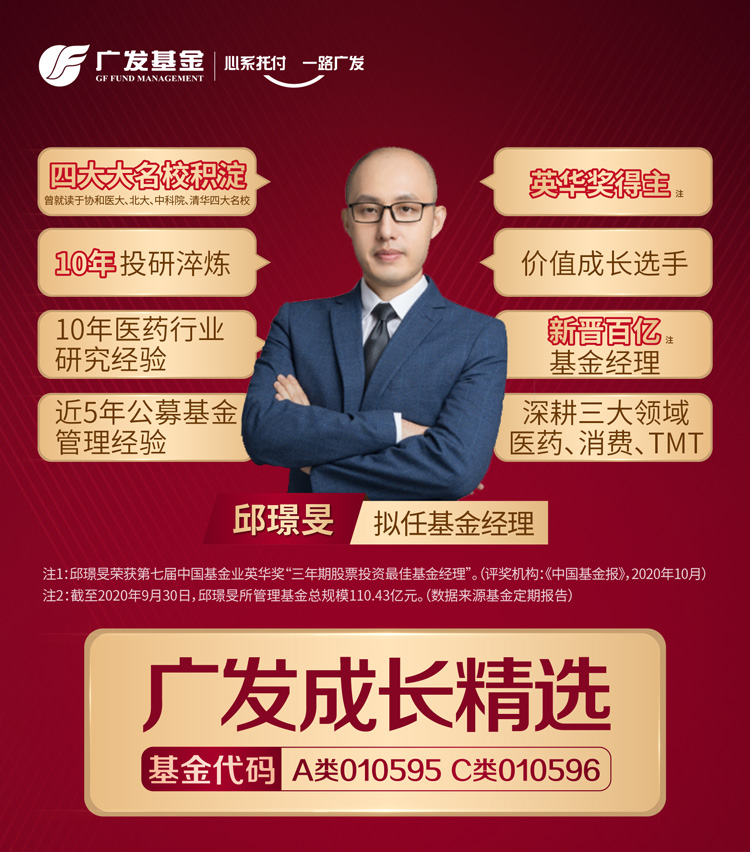 广发基金
GF FUND MANAGEMENT
心系托付 一路广发
四大大名校积淀
曾就读于协和医大、北大、中科院、清华四大名校
10年投研淬炼
10年医药行业
研究经验
近5年公募基金
管理经验
英华奖得主 注
价值成长选手
新晋百亿 注
基金经理
深耕三大领域
医药、消费、TMT
邱璟旻
拟任基金经理
注1:邱璟旻荣获第七届中国基金业英华奖“三年期股票投资最佳基金经理”。(评奖机构:《中国基金报》,2020年10月)
注2:截至2020年9月30日,邱璟旻所管理基金总规模110.43亿元。(数据来源基金定期报告)
广发成长精选
基金代码 A类010595 C类010596